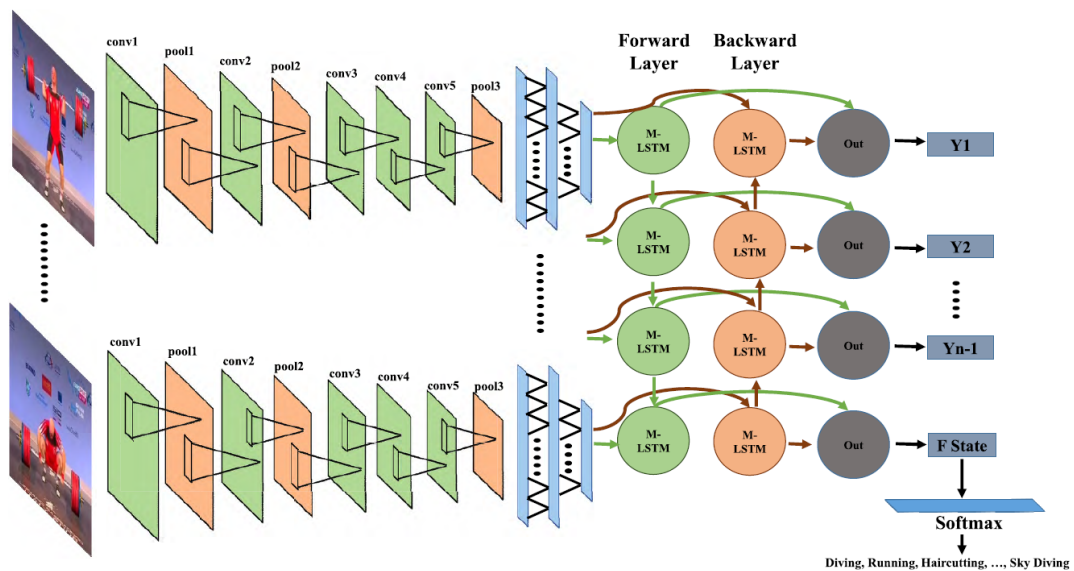 conv1
pool1
conv2
pool2
conv3
conv4
conv5
pool3
Forward
Layer
Backward
Layer
M-
LSTM
M-
LSTM
Out
Y1
M-
LSTM
M-
LSTM
Out
Y2
M-
LSTM
M-
LSTM
Out
Yn-1
conv1
pool1
conv2
pool2
conv3
conv4
conv5
pool3
M-
LSTM
M-
LSTM
Out
F State
Softmax
Diving, Running, Haircutting, ..., Sky Diving